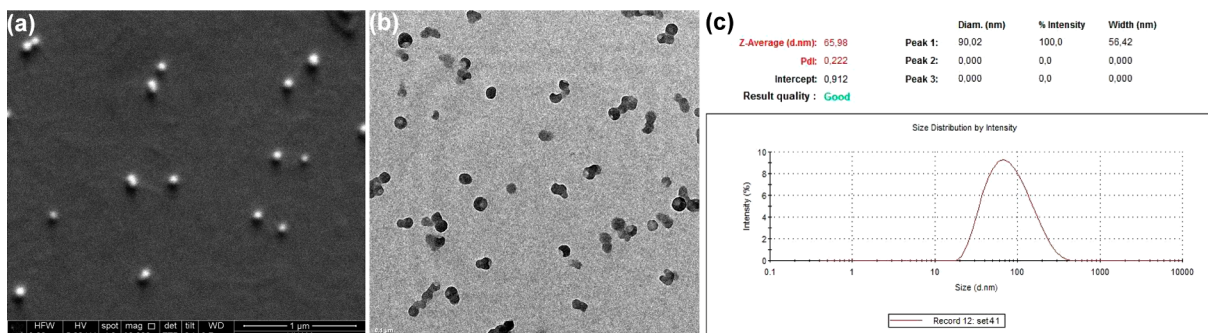 (a)
HFW HV spot mag det tilt WD 1 µm
(b)
(c)
Diam. (nm) % Intensity Width (nm)
Z-Average (d.nm): 65,98 Peak 1: 90,02 100,0 56,42
PdI: 0,222 Peak 2: 0,000 0,0 0,000
Intercept: 0,912 Peak 3: 0,000 0,0 0,000
Result quality : Good
Size Distribution by Intensity
Intensity (%)
10
8
6
4
2
0
0.1 1 10 100 1000 10000
Size (d.nm)
Record 12: set41